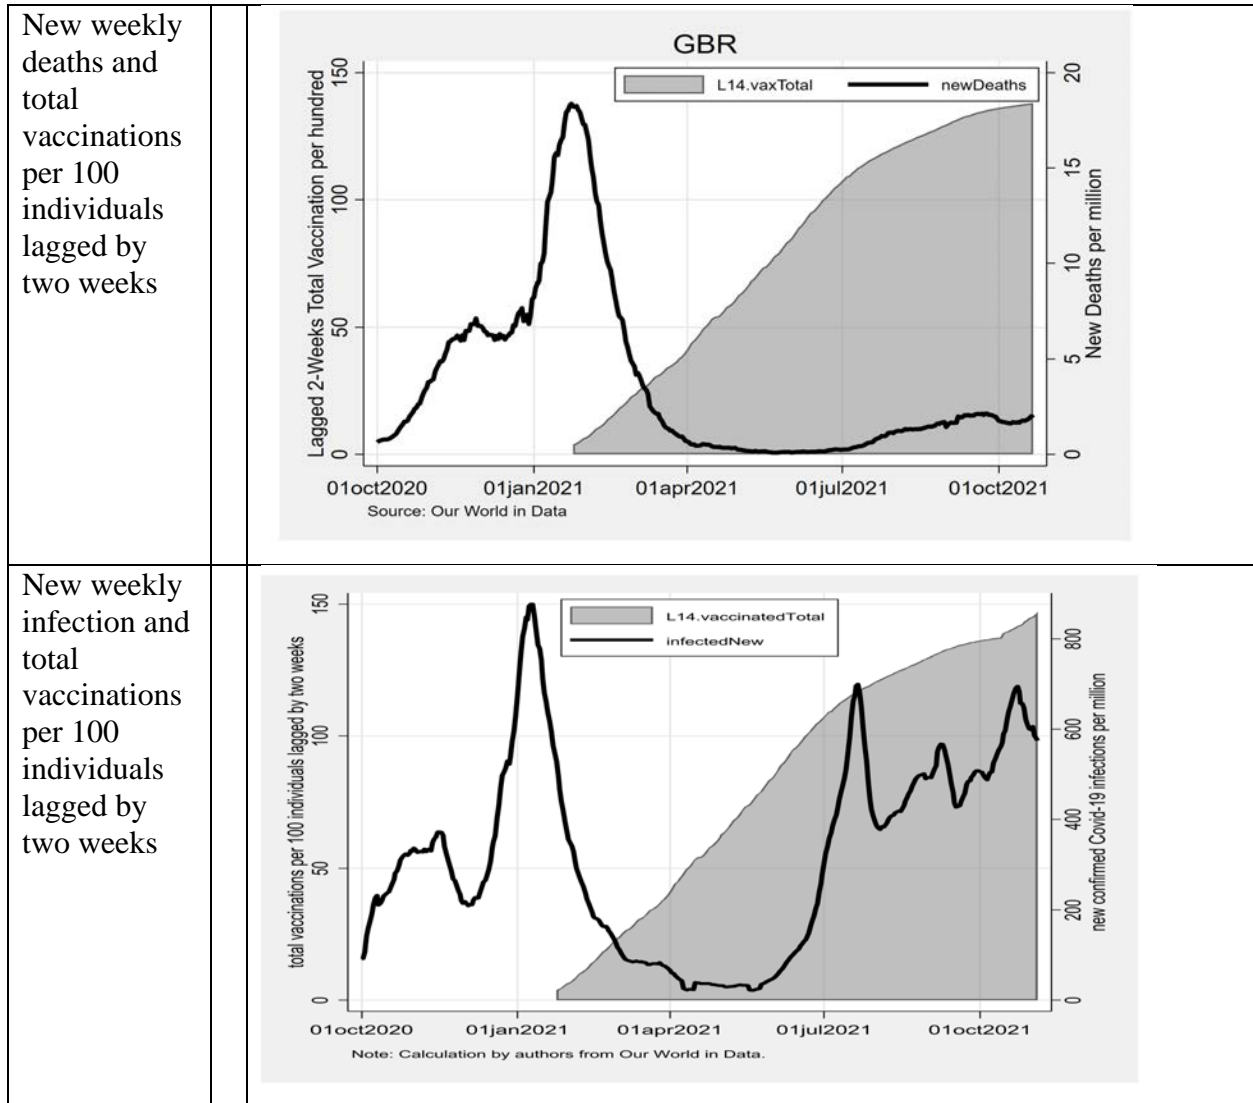 New weekly
deaths and
total
vaccinations
per 100
individuals
lagged by
two weeks
GBR
L14.vaxTotal
newDeaths
Lagged 2-Weeks Total Vaccination per hundred
150
100
50
0
New Deaths per million
20
15
10
5
0
01oct2020 01jan2021 01apr2021 01jul2021 01oct2021
Source: Our World in Data
New weekly
infection and
total
vaccinations
per 100
individuals
lagged by
two weeks
L14.vaccinatedTotal
infectedNew
total vaccinations per 100 individuals lagged by two weeks
150
100
50
0
new confirmed Covid-19 infections per million
800
600
400
200
0
01oct2020 01jan2021 01apr2021 01jul2021 01oct2021
Note: Calculation by authors from Our World in Data.